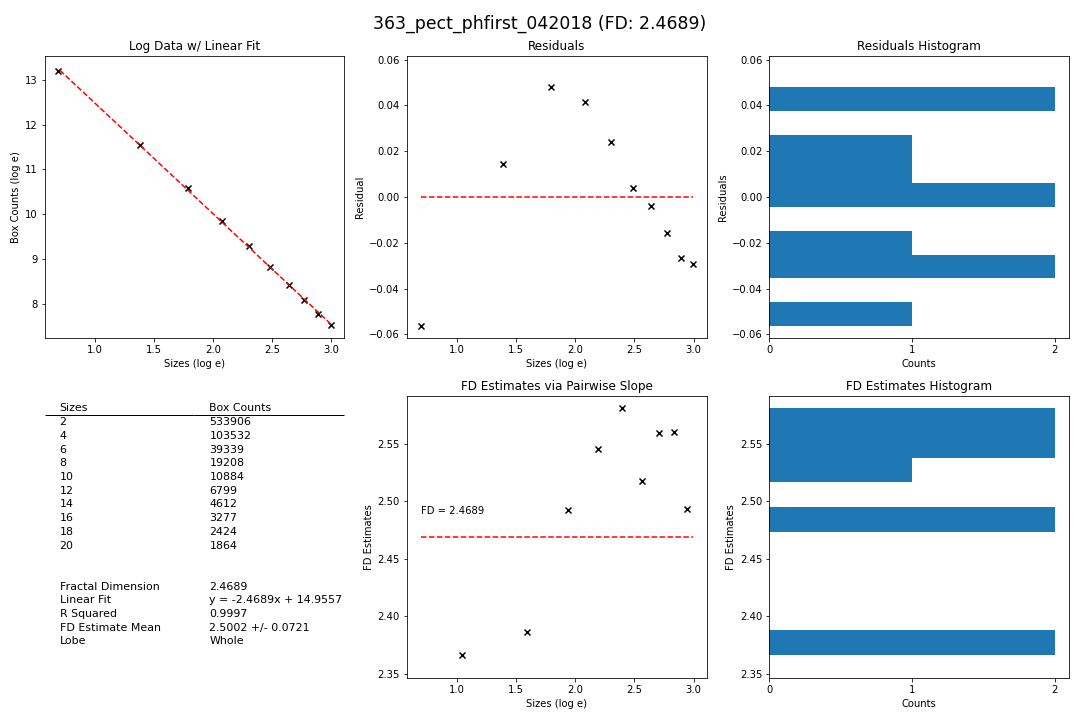 363_pect_phfirst_042018 (FD: 2.4689)
Log Data w/ Linear Fit
13
12
11
10
9
8
Box Counts (log e)
1.0 1.5 2.0 2.5 3.0
Sizes (log e)
Residuals
0.06
0.04
0.02
0.00
−0.02
−0.04
−0.06
Residual
1.0 1.5 2.0 2.5 3.0
Sizes (log e)
Residuals Histogram
0.06
0.04
0.02
0.00
−0.02
−0.04
−0.06
Residuals
0 1 2
Counts
Sizes Box Counts
2 533906
4 103532
6 39339
8 19208
10 10884
12 6799
14 4612
16 3277
18 2424
20 1864
Fractal Dimension 2.4689
Linear Fit y = -2.4689x + 14.9557
R Squared 0.9997
FD Estimate Mean 2.5002 +/- 0.0721
Lobe Whole
FD Estimates via Pairwise Slope
2.55
2.50
2.45
2.40
2.35
FD Estimates
FD = 2.4689
1.0 1.5 2.0 2.5 3.0
Sizes (log e)
FD Estimates Histogram
2.55
2.50
2.45
2.40
2.35
FD Estimates
0 1 2
Counts